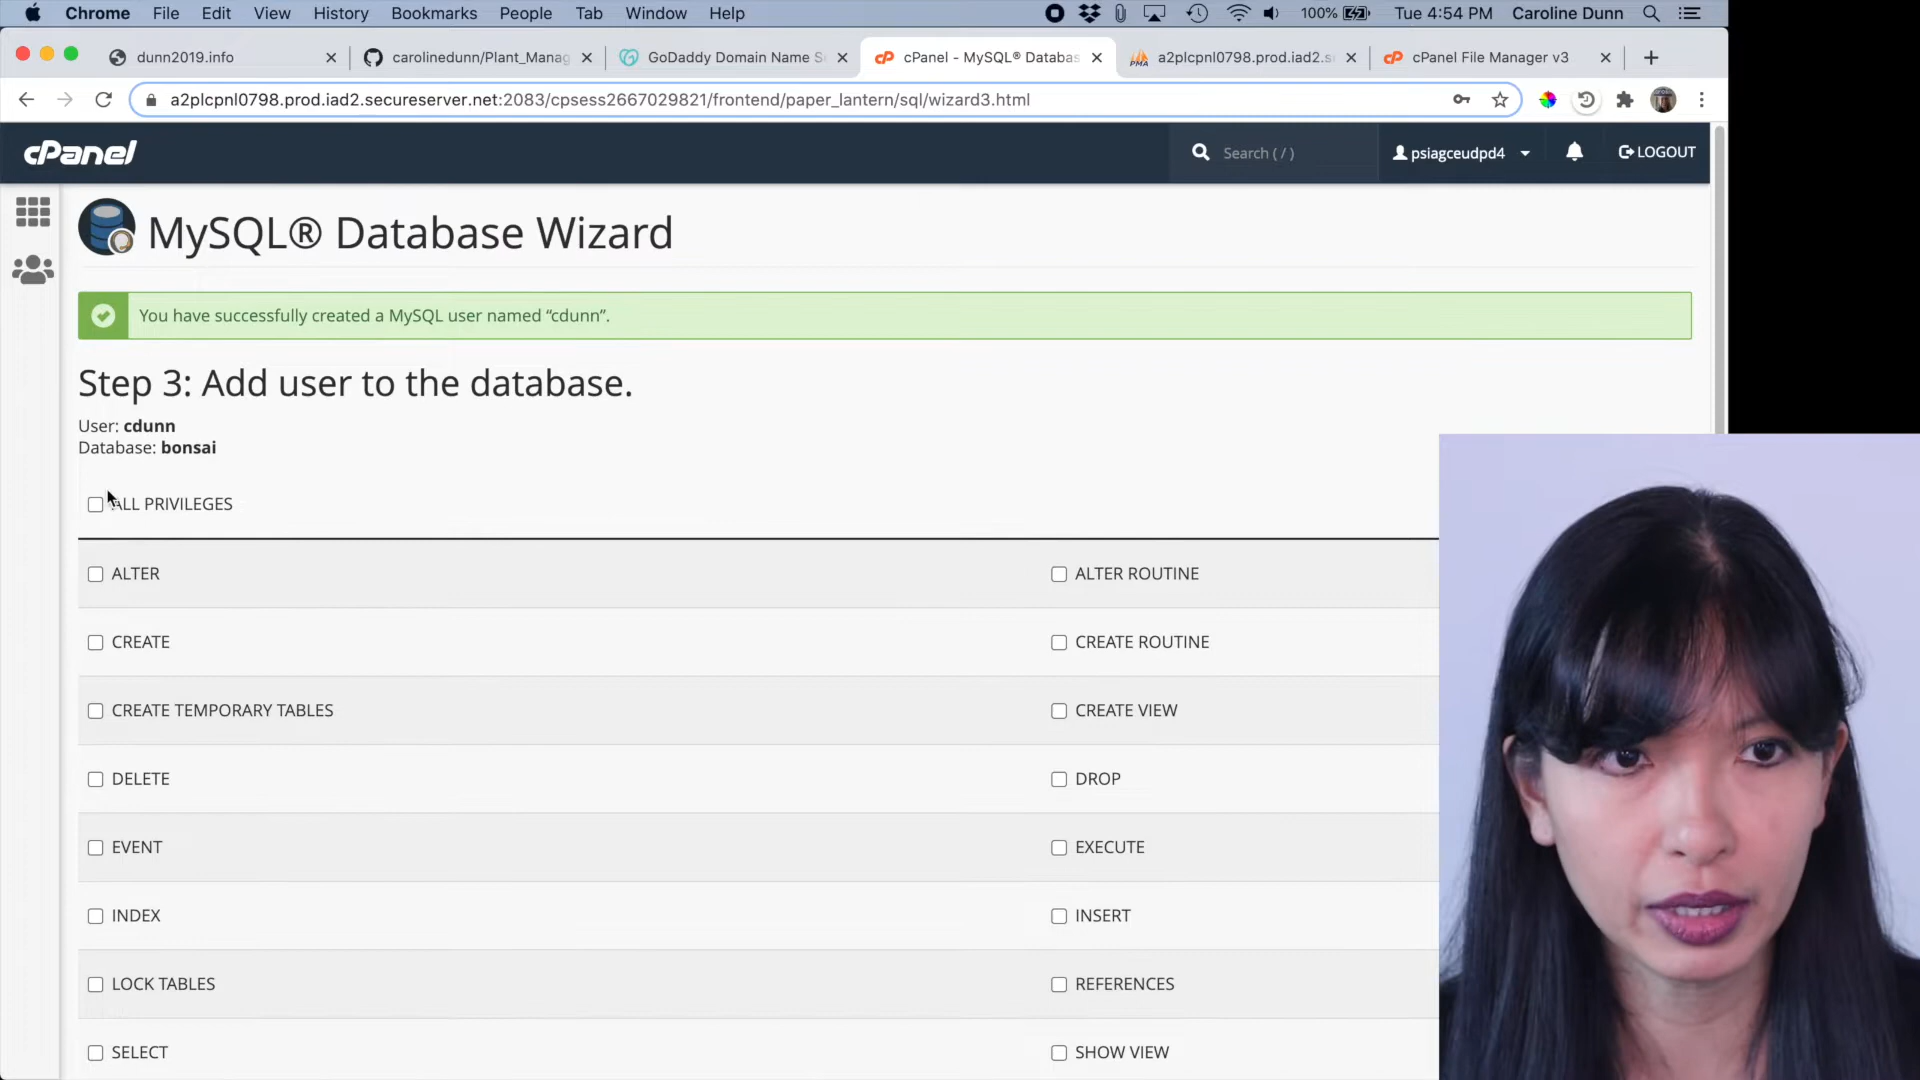 Chrome File Edit View History Bookmarks People Tab Window Help 100% Tue 4:54 PM Caroline Dunn
dunn2019.info carolinedunn/Plant_Manag GoDaddy Domain Name S cPanel - MySQL® Databas a2plcpnl0798.prod.iad2.s cPanel File Manager v3
a2plcpnl0798.prod.iad2.secureserver.net:2083/cpsess2667029821/frontend/paper_lantern/sql/wizard3.html
cPanel Search ( / ) psiagceudpd4 LOGOUT
MySQL® Database Wizard
You have successfully created a MySQL user named “cdunn”.
Step 3: Add user to the database.
User: cdunn
Database: bonsai
ALL PRIVILEGES
ALTER ALTER ROUTINE
CREATE CREATE ROUTINE
CREATE TEMPORARY TABLES CREATE VIEW
DELETE DROP
EVENT EXECUTE
INDEX INSERT
LOCK TABLES REFERENCES
SELECT SHOW VIEW